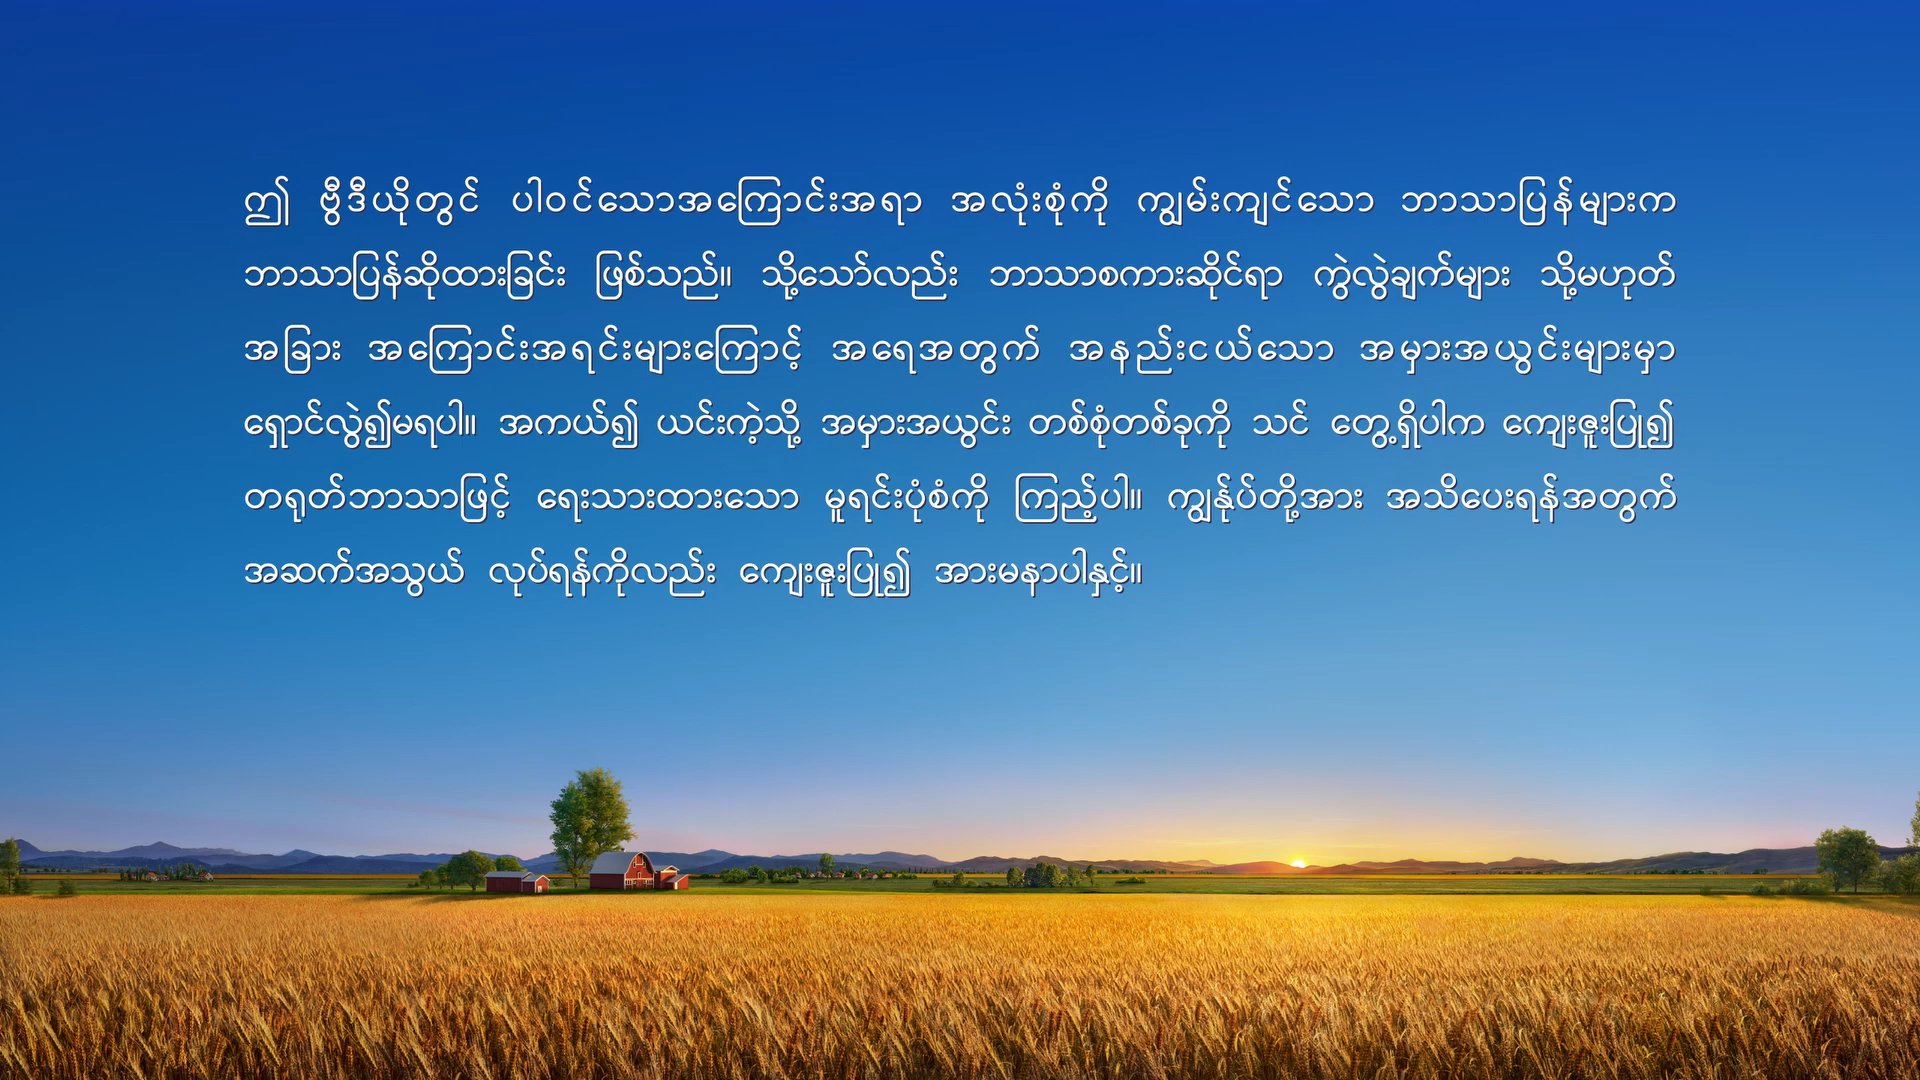 ဤ ဗွီဒီယိုတွင် ပါဝင်သောအကြောင်းအရာ အလုံးစုံကို ကျွမ်းကျင်သော ဘာသာပြန်များက
ဘာသာပြန်ဆိုထားခြင်း ဖြစ်သည်။ သို့သော်လည်း ဘာသာစကားဆိုင်ရာ ကွဲလွဲချက်များ သို့မဟုတ်
အခြား အကြောင်းအရင်းများကြောင့် အရေအတွက် အနည်းငယ်သော အမှားအယွင်းများမှာ
ရှောင်လွှဲ၍မရပါ။ အကယ်၍ ယင်းကဲ့သို့ အမှားအယွင်း တစ်စုံတစ်ခုကို သင် တွေ့ရှိပါက ကျေးဇူးပြု၍
တရုတ်ဘာသာဖြင့် ရေးသားထားသော မူရင်းပုံစံကို ကြည့်ပါ။ ကျွန်ုပ်တို့အား အသိပေးရန်အတွက်
အဆက်အသွယ် လုပ်ရန်ကိုလည်း ကျေးဇူးပြု၍ အားမနာပါနှင့်။